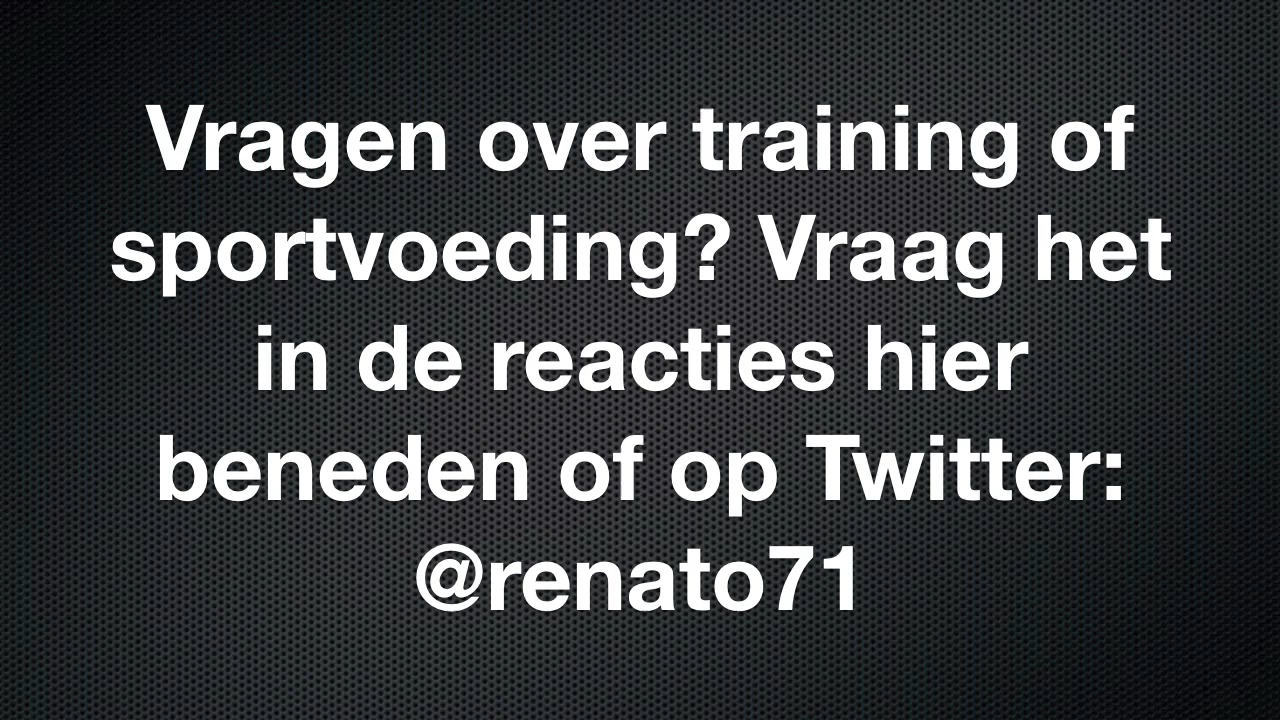 Vragen over training of
sportvoeding? Vraag het
in de reacties hier
beneden of op Twitter:
@renato71